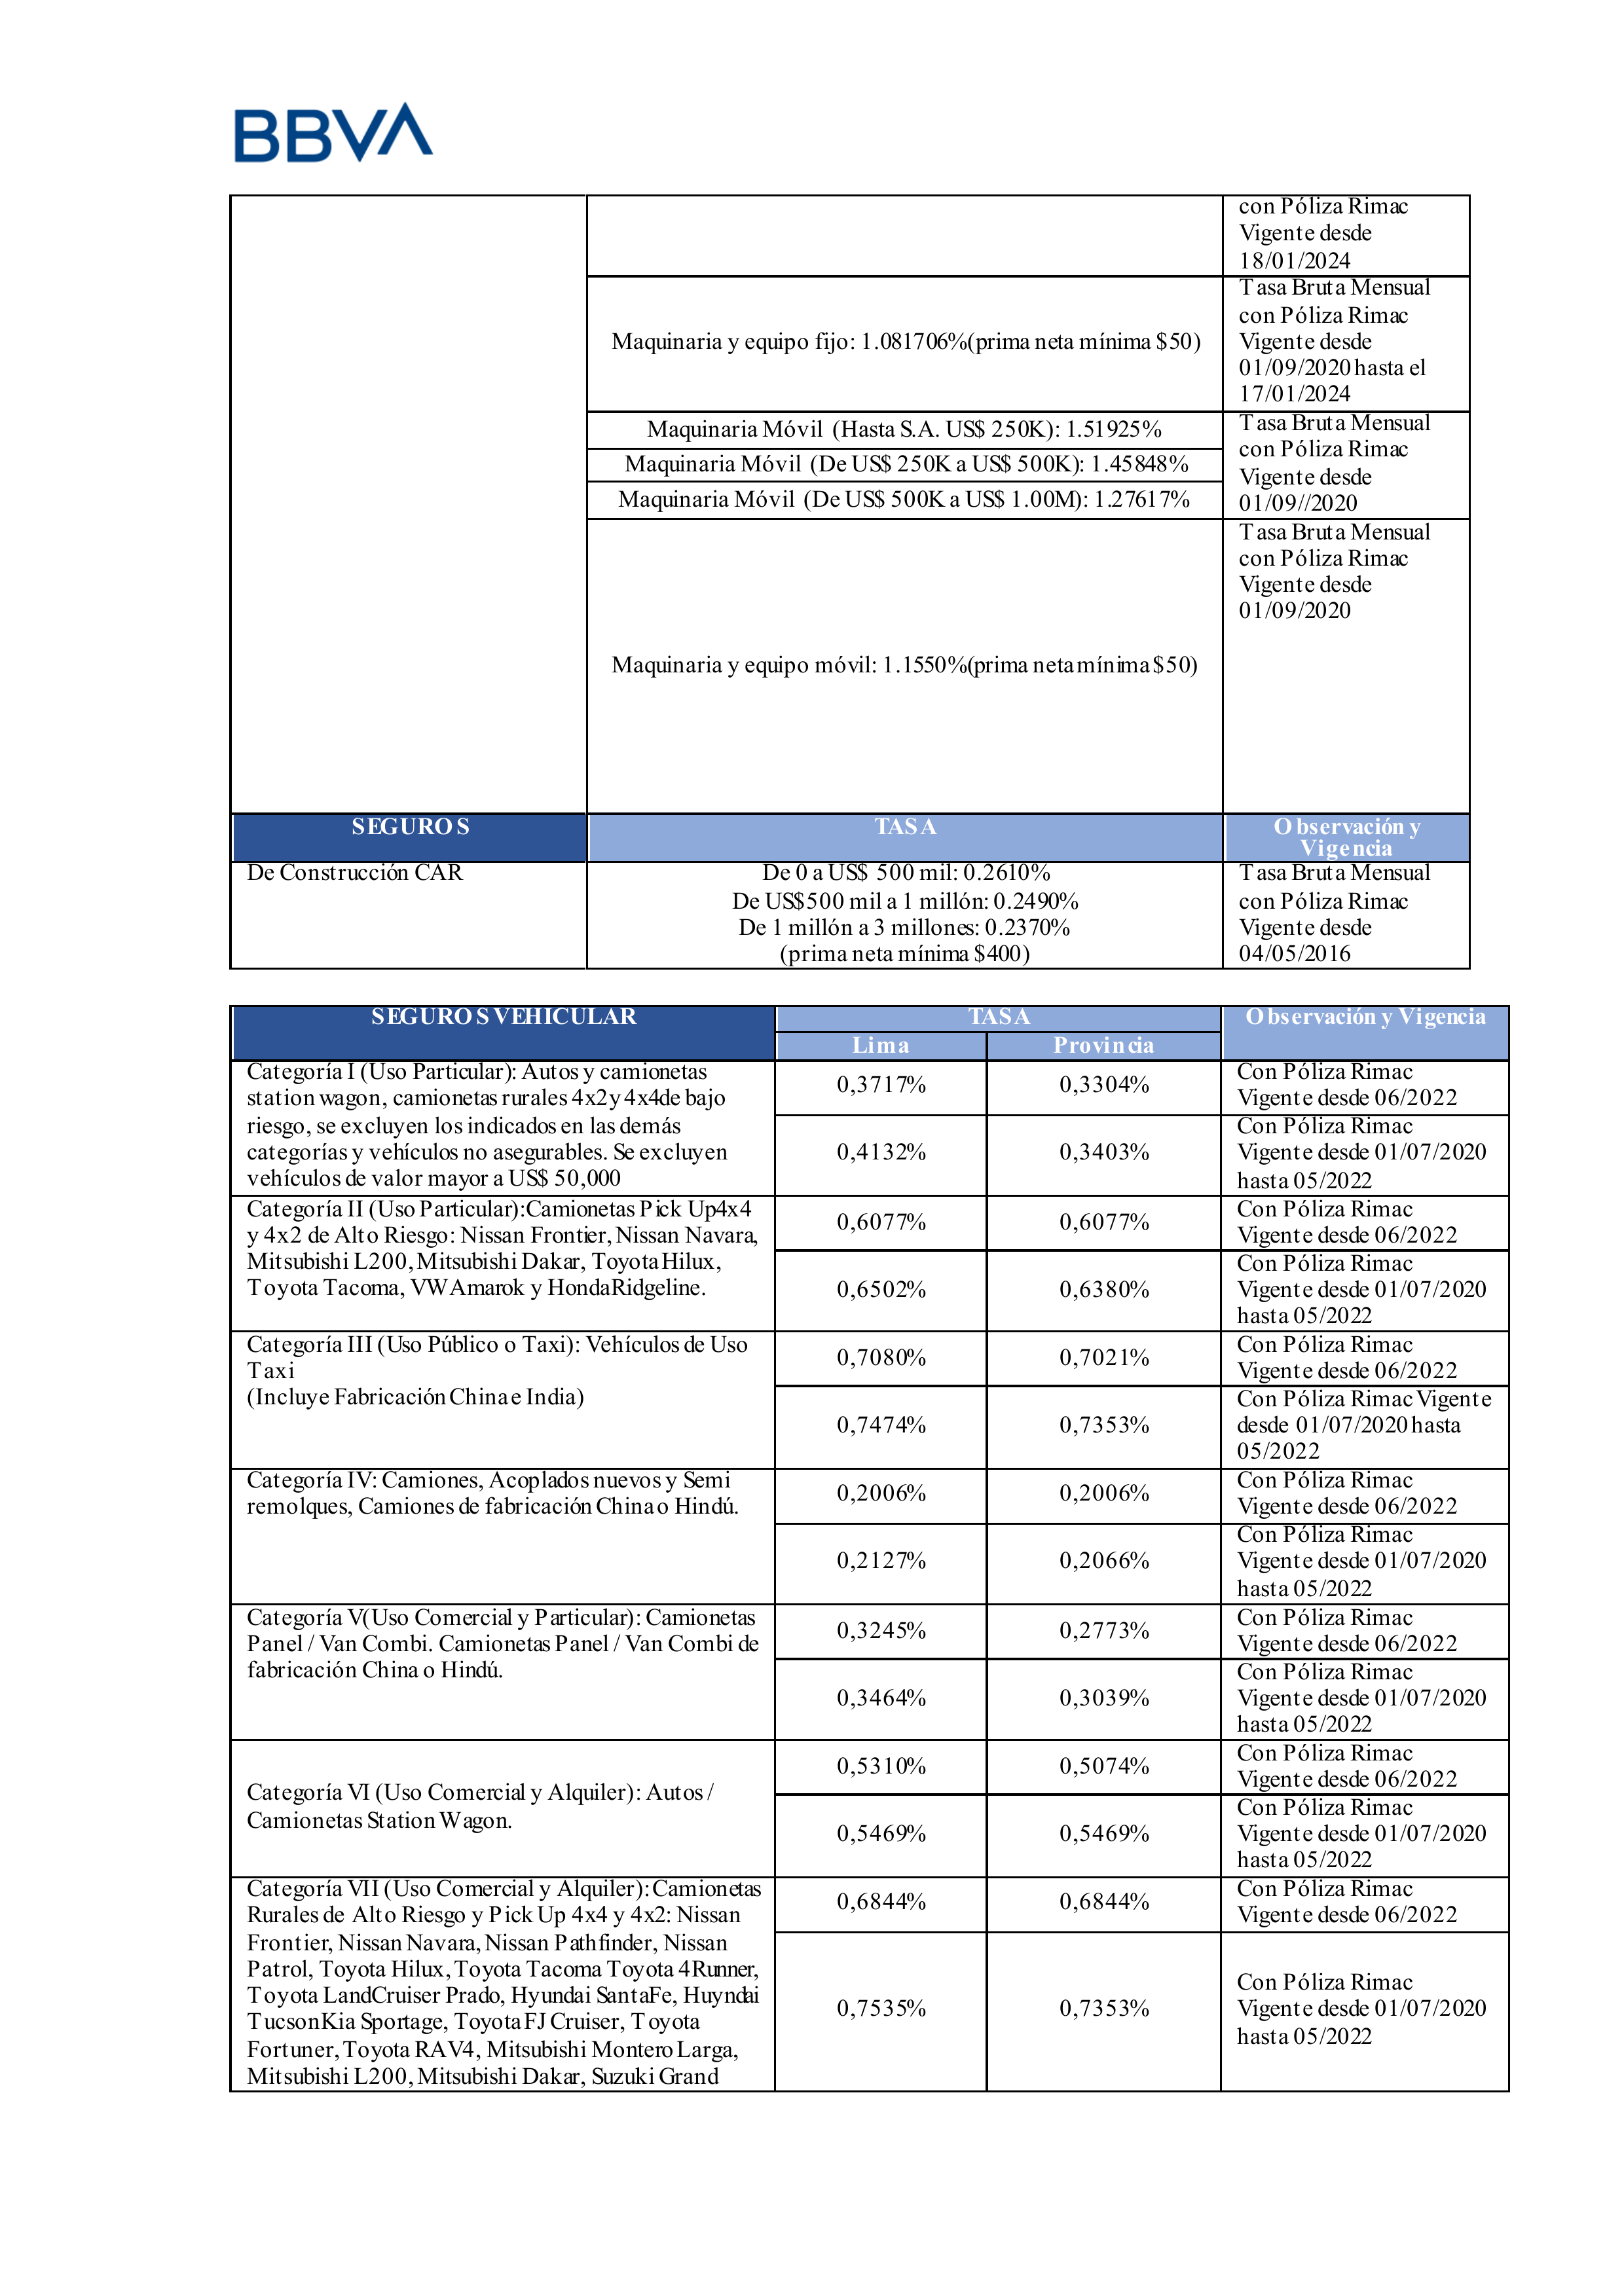 BBVA
con Póliza Rimac
Vigente desde
18/01/2024
Maquinaria y equipo fijo: 1.081706%(prima neta mínima $50)
Tasa Bruta Mensual
con Póliza Rimac
Vigente desde
01/09/2020 hasta el
17/01/2024
Maquinaria Móvil (Hasta S.A. US$ 250K): 1.51925%
Maquinaria Móvil (De US$ 250K a US$ 500K): 1.45848%
Maquinaria Móvil (De US$ 500K a US$ 1.00M): 1.27617%
Tasa Bruta Mensual
con Póliza Rimac
Vigente desde
01/09//2020
Maquinaria y equipo móvil: 1.1550%(prima neta mínima $50)
Tasa Bruta Mensual
con Póliza Rimac
Vigente desde
01/09/2020
SEGUROS
TASA
Observación y
Vigencia
De Construcción CAR
De 0 a US$ 500 mil: 0.2610%
De US$500 mil a 1 millón: 0.2490%
De 1 millón a 3 millones: 0.2370%
(prima neta mínima $400)
Tasa Bruta Mensual
con Póliza Rimac
Vigente desde
04/05/2016
SEGUROS VEHICULAR
TASA
Observación y Vigencia
Lima
Provincia
Categoría I (Uso Particular): Autos y camionetas
station wagon, camionetas rurales 4x2y 4x4de bajo
riesgo, se excluyen los indicados en las demás
categorías y vehículos no asegurables. Se excluyen
vehículos de valor mayor a US$ 50,000
0,3717%
0,3304%
Con Póliza Rimac
Vigente desde 06/2022
0,4132%
0,3403%
Con Póliza Rimac
Vigente desde 01/07/2020
hasta 05/2022
Categoría II (Uso Particular):Camionetas Pick Up4x4
y 4x2 de Alto Riesgo: Nissan Frontier, Nissan Navara,
Mitsubishi L200, Mitsubishi Dakar, Toyota Hilux,
Toyota Tacoma, VW Amarok y HondaRidgeline.
0,6077%
0,6077%
Con Póliza Rimac
Vigente desde 06/2022
0,6502%
0,6380%
Con Póliza Rimac
Vigente desde 01/07/2020
hasta 05/2022
Categoría III (Uso Público o Taxi): Vehículos de Uso
Taxi
(Incluye Fabricación China e India)
0,7080%
0,7021%
Con Póliza Rimac
Vigente desde 06/2022
0,7474%
0,7353%
Con Póliza Rimac Vigente
desde 01/07/2020 hasta
05/2022
Categoría IV: Camiones, Acoplados nuevos y Semi
remolques, Camiones de fabricación China o Hindú.
0,2006%
0,2006%
Con Póliza Rimac
Vigente desde 06/2022
0,2127%
0,2066%
Con Póliza Rimac
Vigente desde 01/07/2020
hasta 05/2022
Categoría V(Uso Comercial y Particular): Camionetas
Panel / Van Combi. Camionetas Panel / Van Combi de
fabricación China o Hindú.
0,3245%
0,2773%
Con Póliza Rimac
Vigente desde 06/2022
0,3464%
0,3039%
Con Póliza Rimac
Vigente desde 01/07/2020
hasta 05/2022
Categoría VI (Uso Comercial y Alquiler): Autos /
Camionetas Station Wagon.
0,5310%
0,5074%
Con Póliza Rimac
Vigente desde 06/2022
0,5469%
0,5469%
Con Póliza Rimac
Vigente desde 01/07/2020
hasta 05/2022
Categoría VII (Uso Comercial y Alquiler):Camionetas
Rurales de Alto Riesgo y Pick Up 4x4 y 4x2: Nissan
Frontier, Nissan Navara, Nissan Pathfinder, Nissan
Patrol, Toyota Hilux, Toyota Tacoma Toyota 4Runner,
Toyota LandCruiser Prado, Hyundai SantaFe, Huyndai
TucsonKia Sportage, Toyota FJ Cruiser, Toyota
Fortuner, Toyota RAV4, Mitsubishi Montero Larga,
Mitsubishi L200, Mitsubishi Dakar, Suzuki Grand
0,6844%
0,6844%
Con Póliza Rimac
Vigente desde 06/2022
0,7535%
0,7353%
Con Póliza Rimac
Vigente desde 01/07/2020
hasta 05/2022